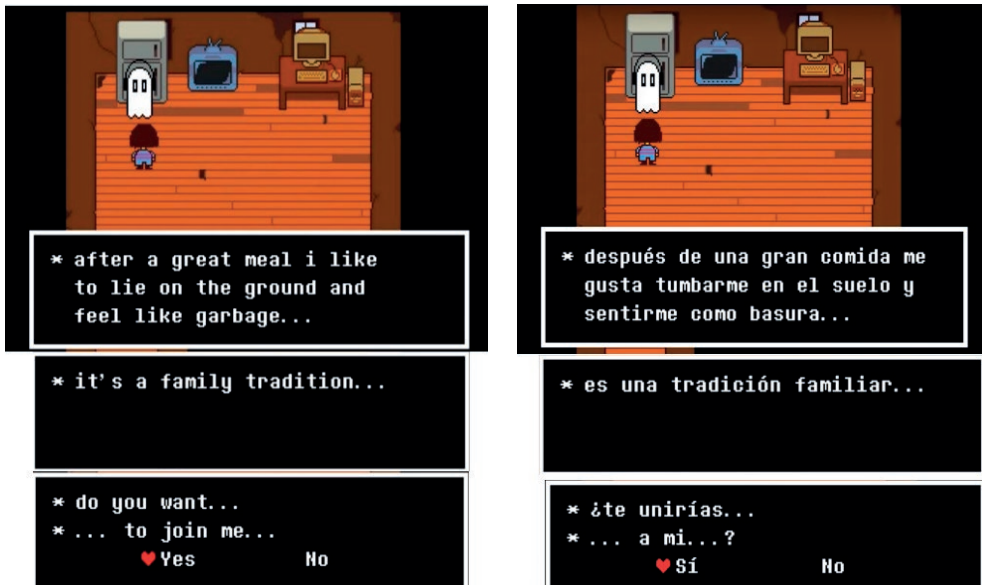 * after a great meal i like
to lie on the ground and
feel like garbage...
* it's a family tradition...
* do you want...
* ... to join me...
Yes No
* después de una gran comida me
gusta tumbarme en el suelo y
sentirme como basura...
* es una tradición familiar...
* ¿te unirías...
* ... a mi...?
Sí No